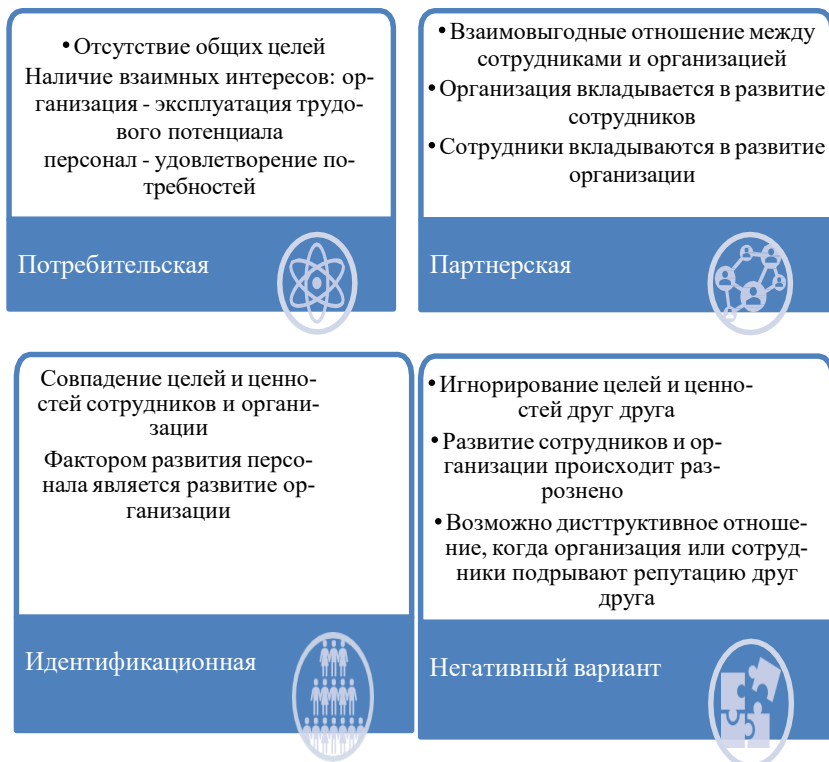 • Отсутствие общих целей
Наличие взаимных интересов: ор-
ганизация - эксплуатация трудо-
вого потенциала
персонал - удовлетворение по-
требностей
Потребительская
• Взаимовыгодные отношение между
сотрудниками и организацией
• Организация вкладывается в развитие
сотрудников
• Сотрудники вкладываются в развитие
организации
Партнерская
Совпадение целей и ценно-
стей сотрудников и органи-
зации
Фактором развития персо-
нала является развитие ор-
ганизации
Идентификационная
• Игнорирование целей и ценно-
стей друг друга
• Развитие сотрудников и ор-
ганизации происходит раз-
рознено
• Возможно дисттруктивное отноше-
ние, когда организация или сотруд-
ники подрывают репутацию друг
друга
Негативный вариант